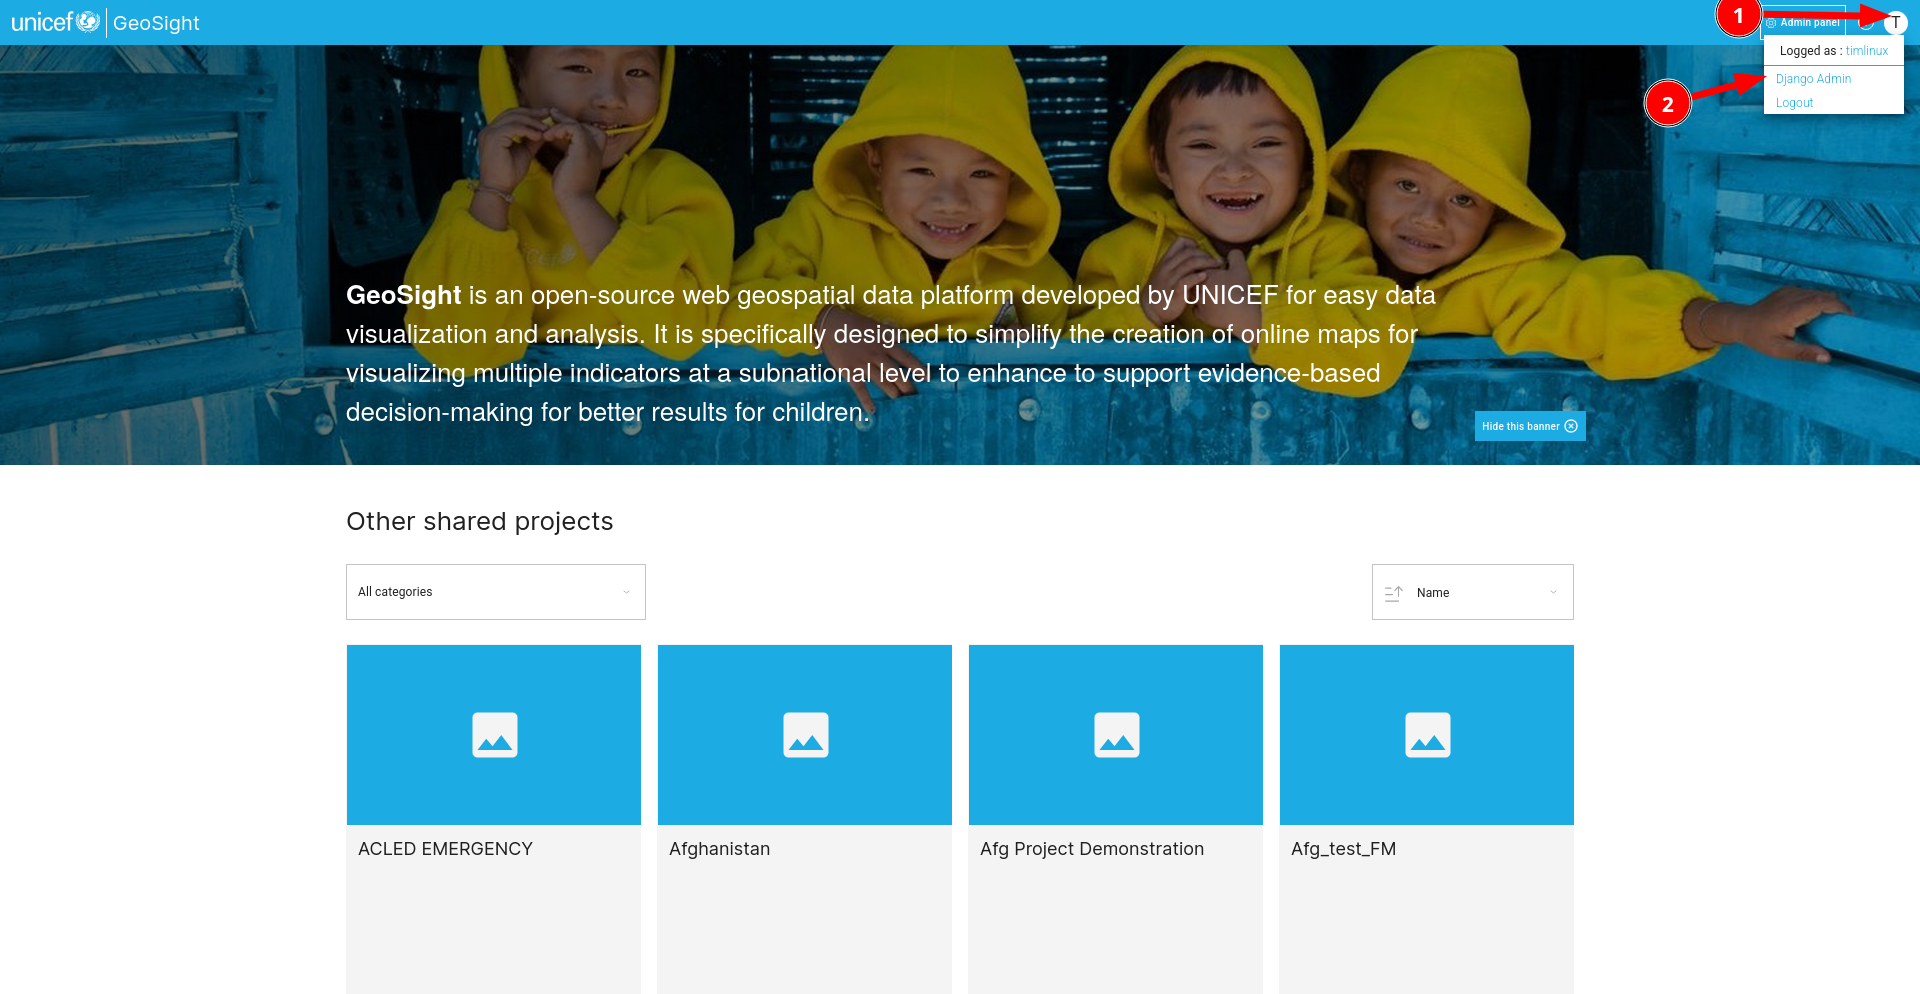 unicef GeoSight
1
Admin panel
T
Logged as : timlinux
Django Admin
2
Logout
GeoSight is an open-source web geospatial data platform developed by UNICEF for easy data
visualization and analysis. It is specifically designed to simplify the creation of online maps for
visualizing multiple indicators at a subnational level to enhance to support evidence-based
decision-making for better results for children.
Hide this banner
Other shared projects
All categories
Name
ACLED EMERGENCY
Afghanistan
Afg Project Demonstration
Afg_test_FM